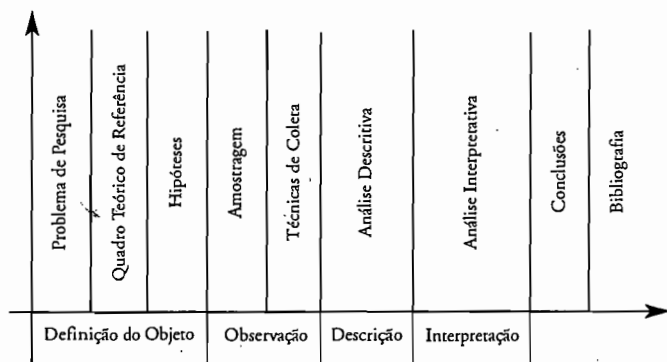 Problema de Pesquisa
Quadro Teórico de Referência
Hipóteses
Amostragem
Técnicas de Coleta
Análise Descritiva
Análise Interpretativa
Conclusões
Bibliografia
Definição do Objeto
Observação
Descrição
Interpretação